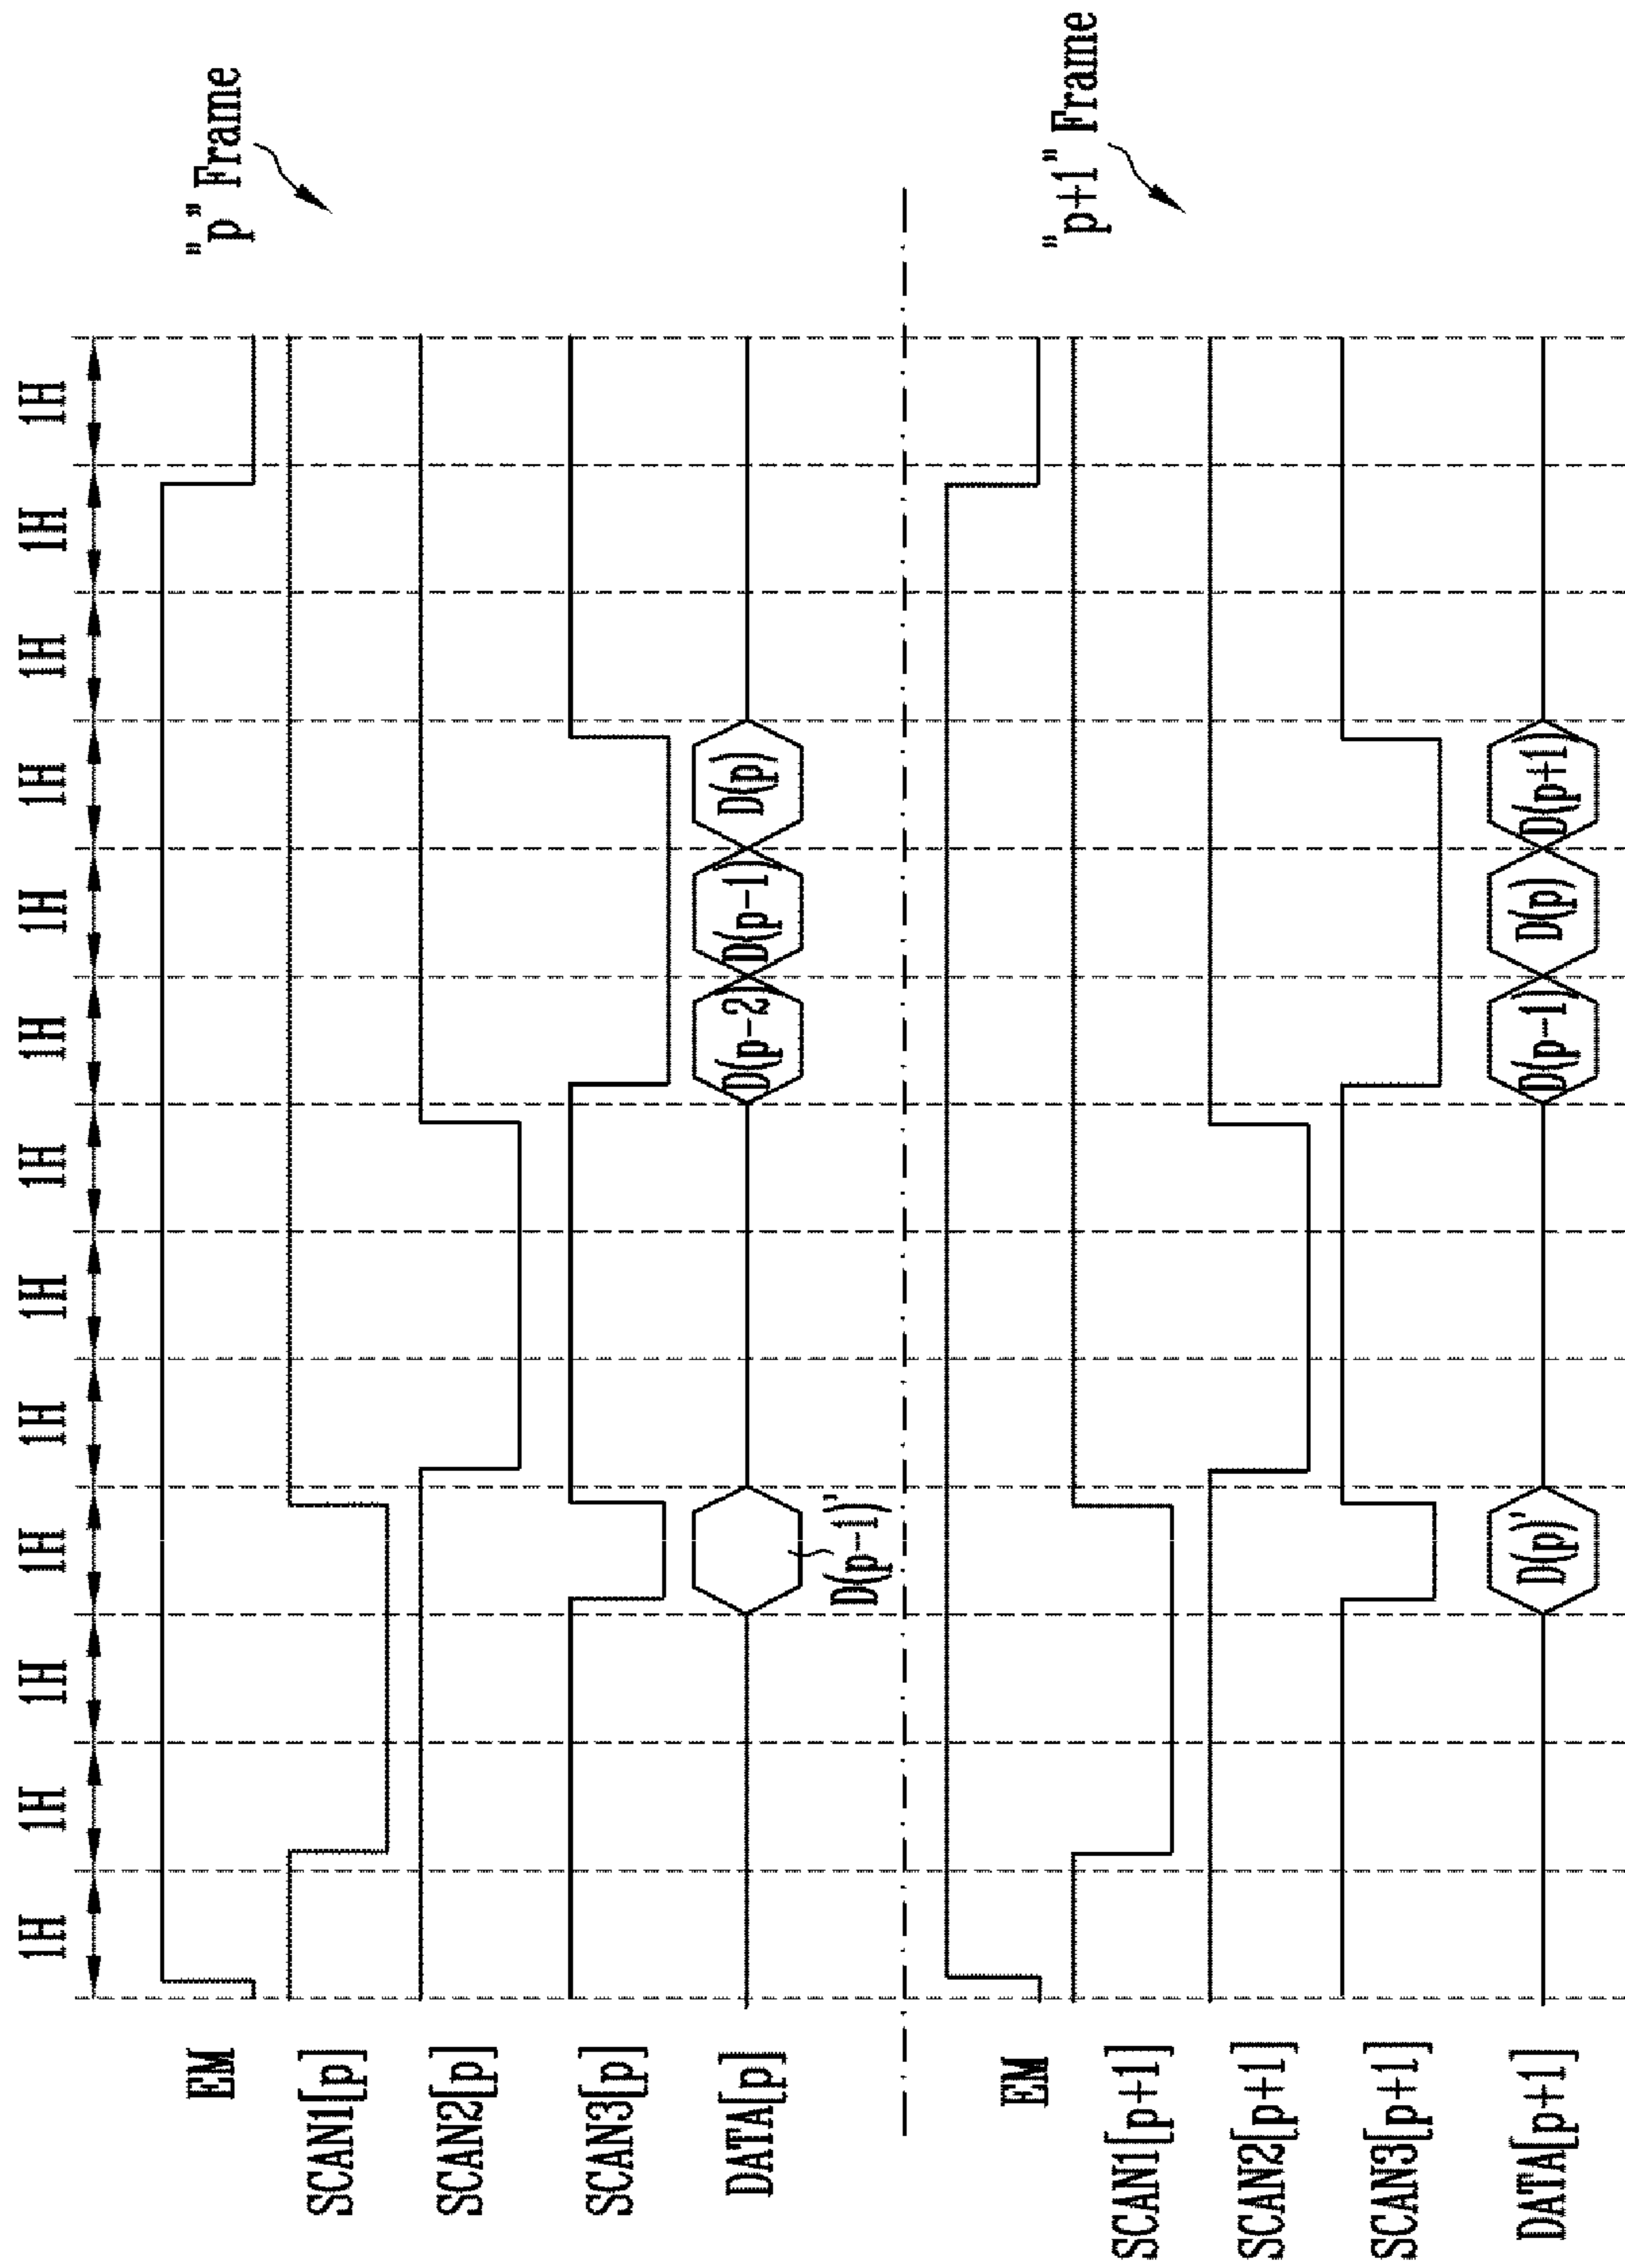 1H 1H 1H 1H 1H 1H 1H 1H 1H 1H 1H 1H 1H
EM
"p" Frame
SCAN1[p]
SCAN2[p]
SCAN3[p]
DATA[p] D(p-2) D(p-1) D(p)
D(p-1)'
EM
"p+1" Frame
SCAN1[p+1]
SCAN2[p+1]
SCAN3[p+1]
DATA[p+1] D(p)' D(p-1) D(p) D(p+1)